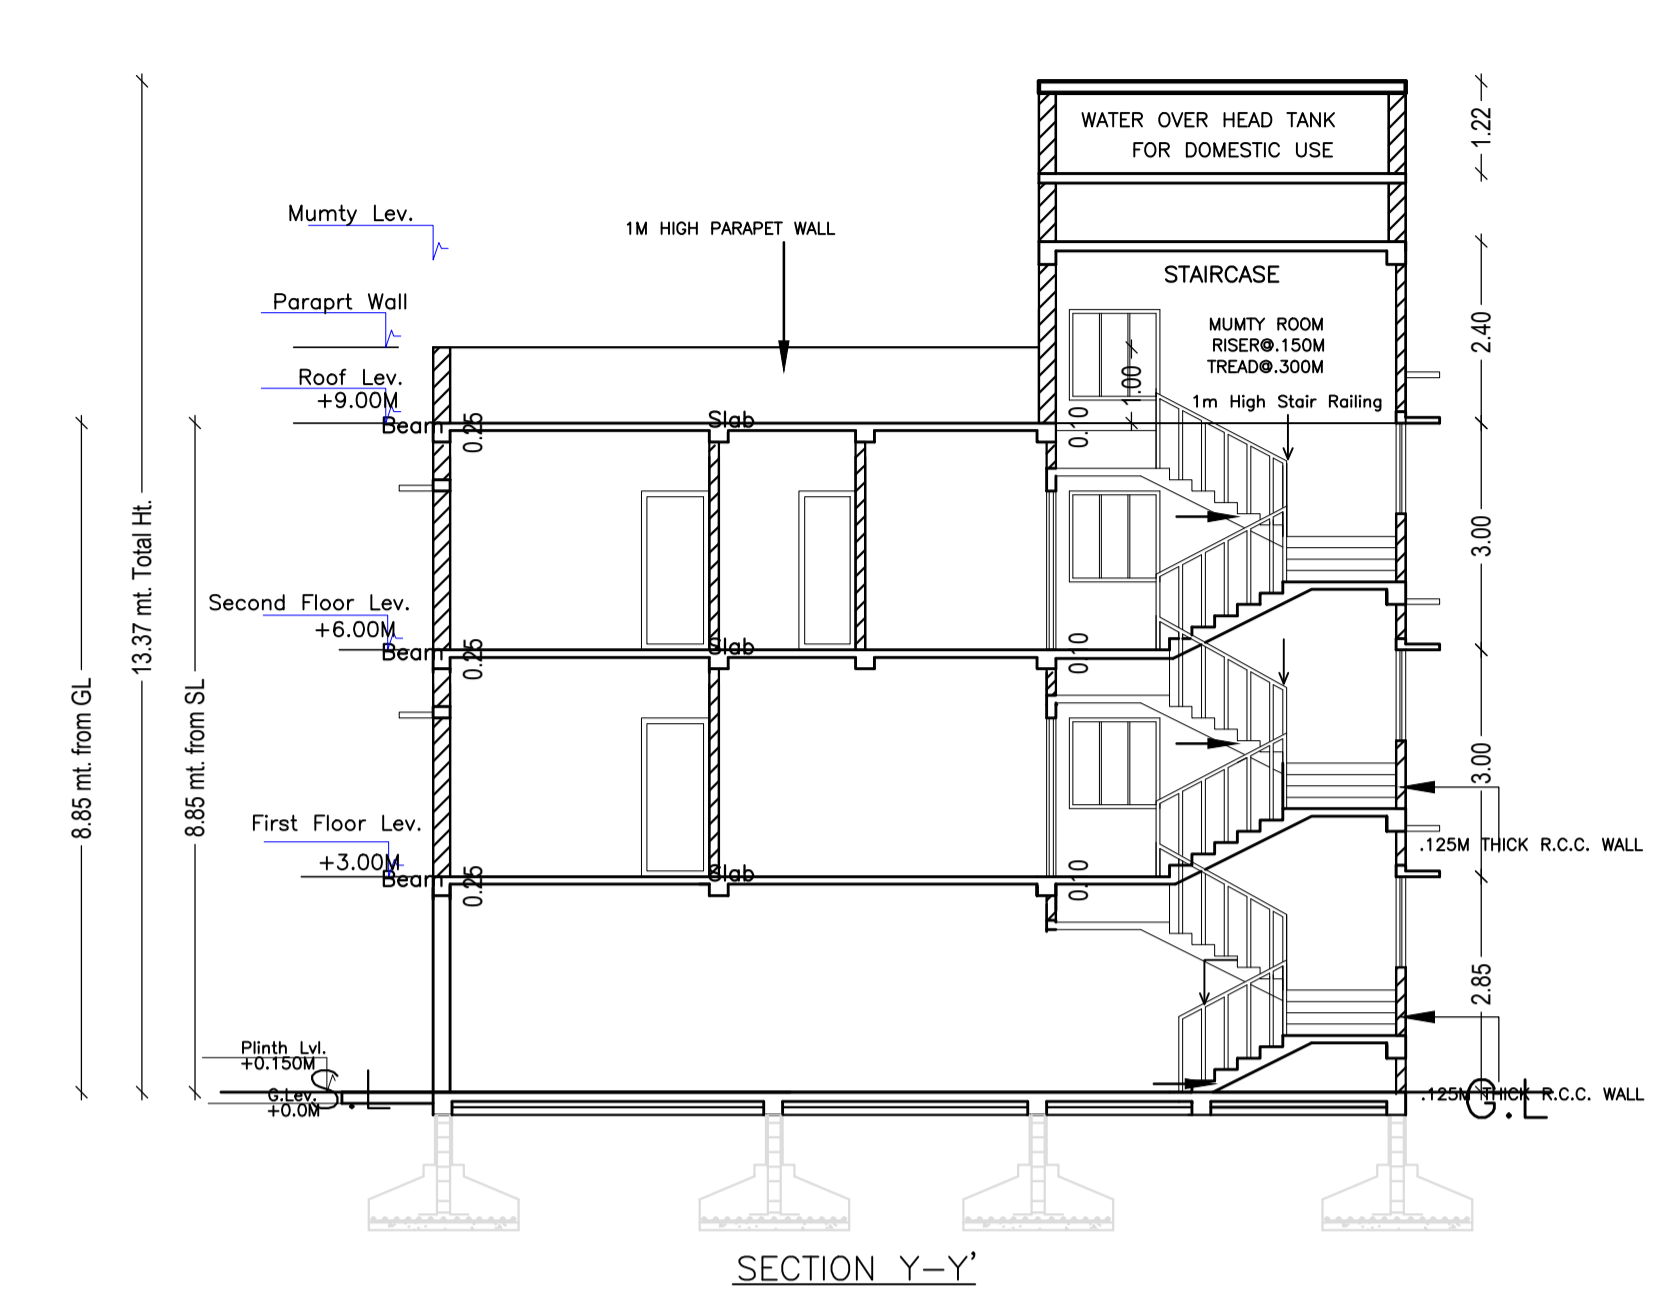 WATER OVER HEAD TANK
FOR DOMESTIC USE
1.22
Mumty Lev.
1M HIGH PARAPET WALL
STAIRCASE
Paraprt Wall
MUMTY ROOM
RISER@.150M
TREAD@.300M
2.40
Roof Lev.
+9.00M
1.00
1m High Stair Railing
Beam
0.25
Slab
0.10
13.37 mt. Total Ht.
3.00
Second Floor Lev.
+6.00M
Beam
0.25
Slab
0.10
8.85 mt. from GL
8.85 mt. from SL
3.00
First Floor Lev.
+3.00M
.125M THICK R.C.C. WALL
Beam
0.25
Slab
0.10
2.85
Plinth Lvl.
+0.150M
S.L
G.Lev.
+0.0M
.125M THICK R.C.C. WALL
G.L
SECTION Y-Y'